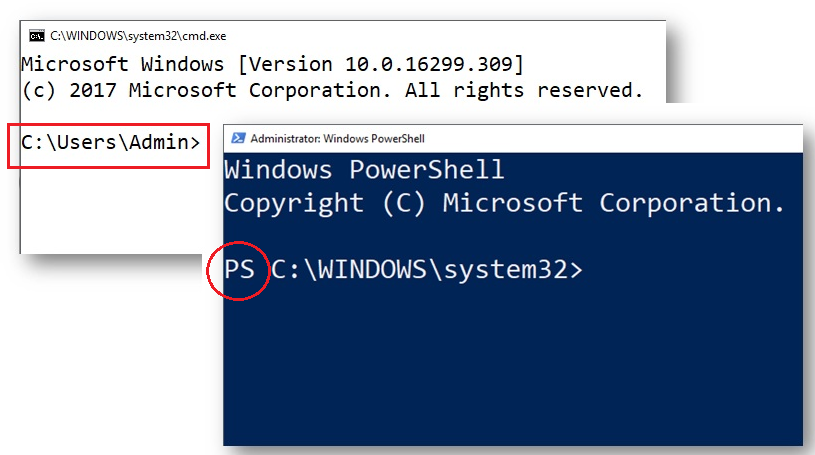 C:\WINDOWS\system32\cmd.exe
Microsoft Windows [Version 10.0.16299.309]
(c) 2017 Microsoft Corporation. All rights reserved.
C:\Users\Admin>
Administrator: Windows PowerShell
Windows PowerShell
Copyright (C) Microsoft Corporation.
PS C:\WINDOWS\system32>